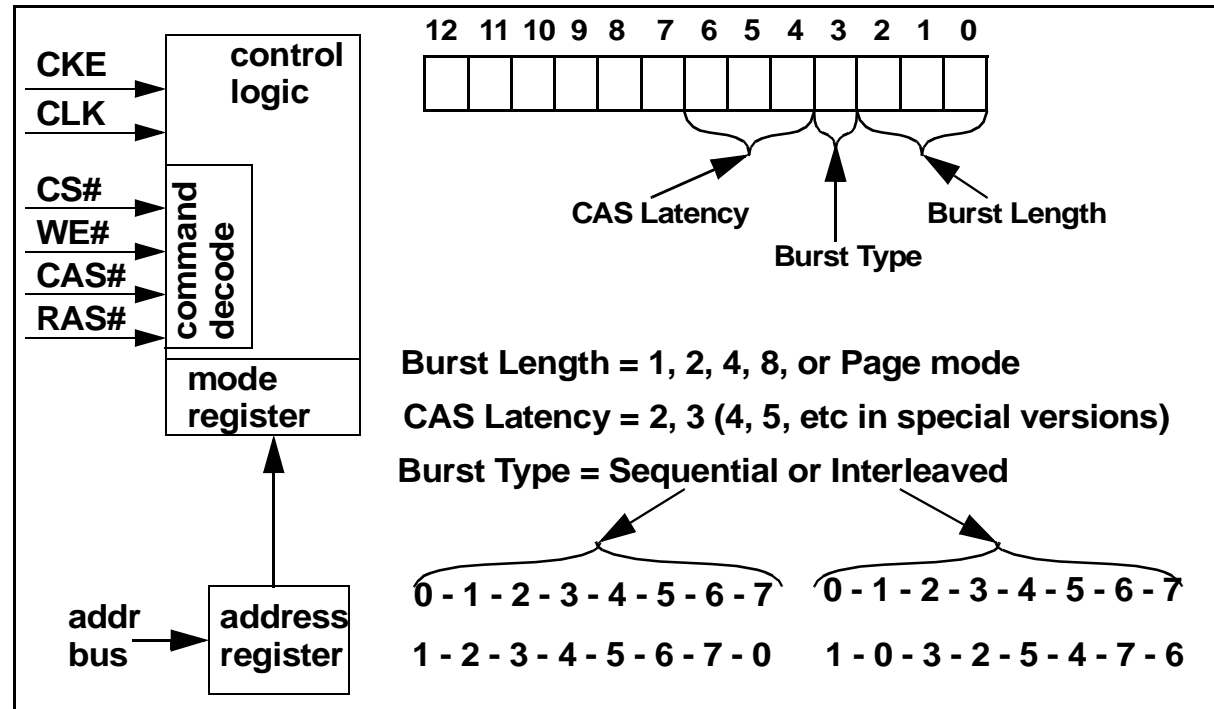 CKE
CLK
CS#
WE#
CAS#
RAS#
control
logic
command
decode
mode
register
addr
bus
address
register
12 11 10 9 8 7 6 5 4 3 2 1 0
CAS Latency
Burst Type
Burst Length
Burst Length = 1, 2, 4, 8, or Page mode
CAS Latency = 2, 3 (4, 5, etc in special versions)
Burst Type = Sequential or Interleaved
0 - 1 - 2 - 3 - 4 - 5 - 6 - 7
1 - 2 - 3 - 4 - 5 - 6 - 7 - 0
0 - 1 - 2 - 3 - 4 - 5 - 6 - 7
1 - 0 - 3 - 2 - 5 - 4 - 7 - 6